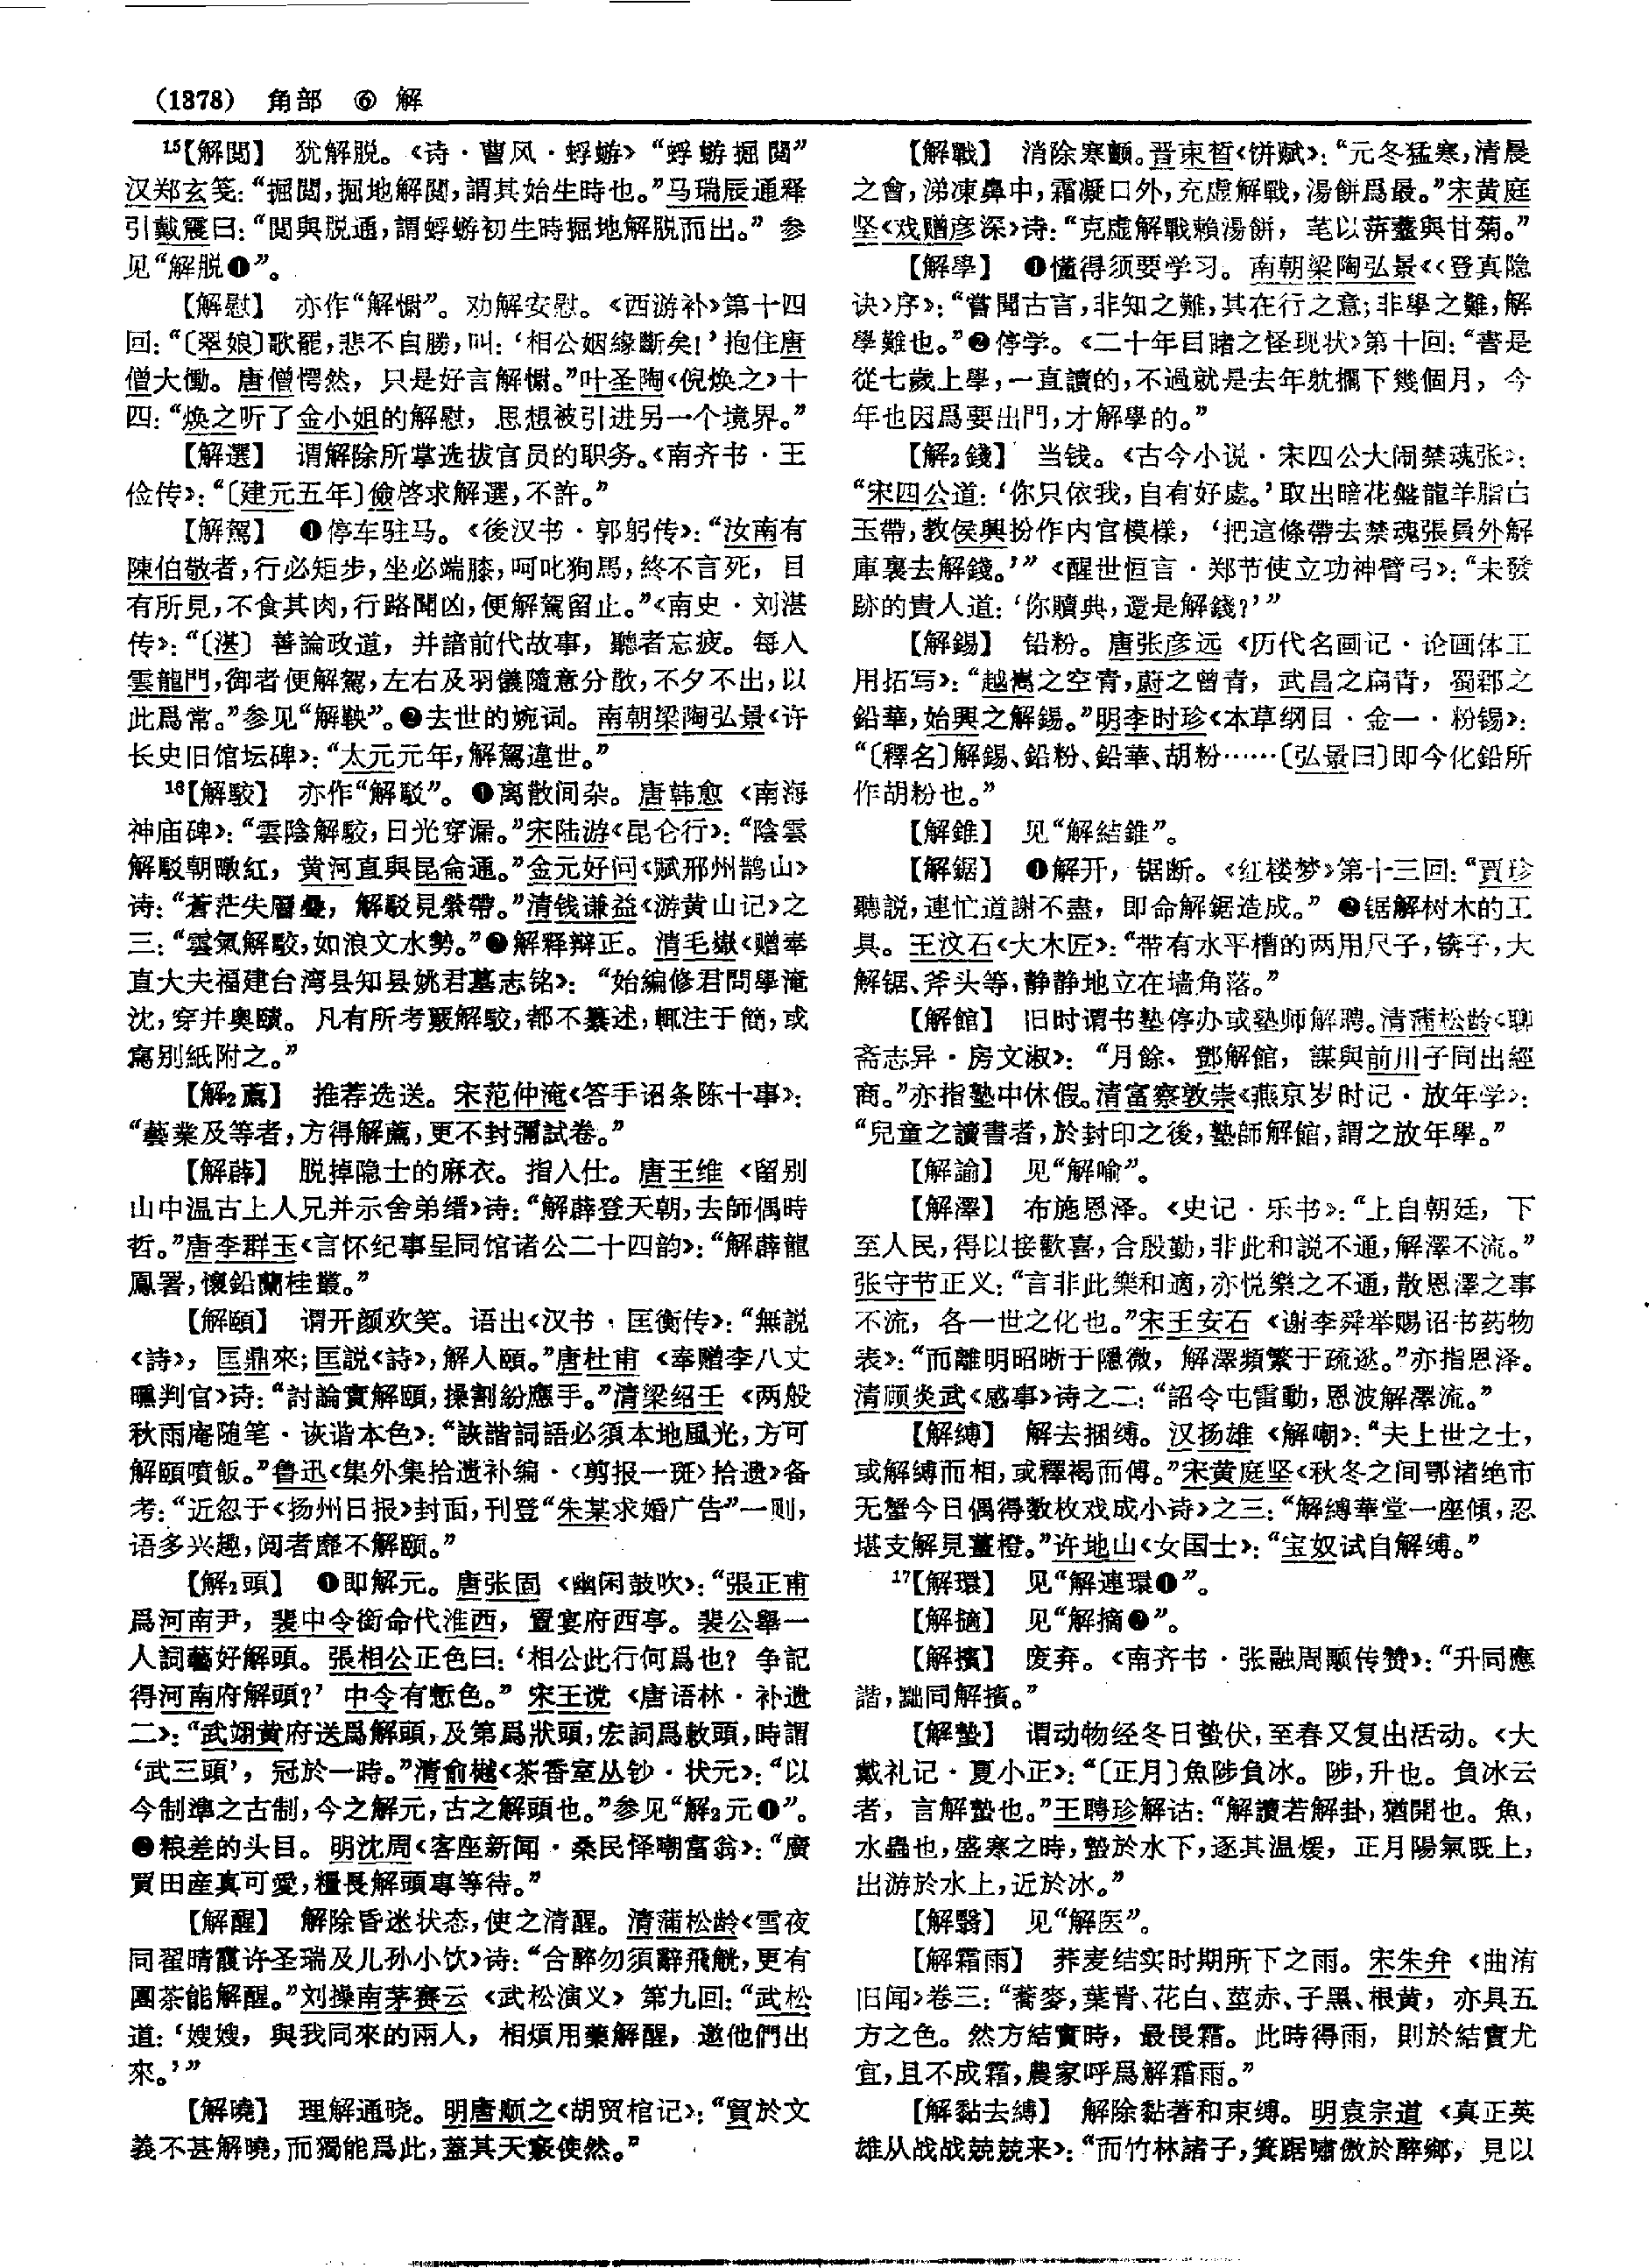 (1378) 角部 ⑥ 解
15【解閲】 犹解脱。《诗·曹风·蜉蝣》“蜉蝣掘閲”
汉郑玄笺：“掘閲，掘地解閲，謂其始生時也。”马瑞辰通释
引戴震曰：“閲與脱通，謂蜉蝣初生時掘地解脱而出。”参
见“解脱❶”。
【解慰】 亦作“解慰”。劝解安慰。《西游补》第十四
回：“〔翠娘〕歌罷，悲不自勝，叫：‘相公姻緣斷矣！’抱住唐
僧大慟。唐僧愕然，只是好言解慰。”叶圣陶《倪焕之》十
四：“焕之听了金小姐的解慰，思想被引进另一个境界。”
【解選】 谓解除所掌选拔官员的职务。《南齐书·王
俭传》：“〔建元五年〕儉啓求解選，不許。”
【解駕】 ❶停车驻马。《後汉书·郭躬传》：“汝南有
陳伯敬者，行必矩步，坐必端膝，呵叱狗馬，終不言死，目
有所見，不食其肉，行路聞凶，便解駕留止。”《南史·刘湛
传》：“〔湛〕善論政道，并諳前代故事，聽者忘疲。每入
雲龍門，御者便解駕，左右及羽儀隨意分散，不夕不出，以
此爲常。”参见“解鞅”。❷去世的婉词。南朝梁陶弘景《许
长史旧馆坛碑》：“太元元年，解駕違世。”
16【解駮】 亦作“解駁”。❶离散间杂。唐韩愈《南海
神庙碑》：“雲陰解駮，日光穿漏。”宋陆游《昆仑行》：“陰雲
解駁朝暾紅，黄河直與昆侖通。”金元好问《赋邢州鹊山》
诗：“蒼茫失層疊，解駁見縈帶。”清钱谦益《游黄山记》之
三：“雲氣解駮，如浪文水勢。”❷解释辩正。清毛嶽《赠奉
直大夫福建台湾县知县姚君墓志铭》：“始編修君問學淹
沈，穿并奥賾。凡有所考覈解駮，都不纂述，輒注于簡，或
寫别紙附之。”
【解2薦】 推荐选送。宋范仲淹《答手诏条陈十事》：
“藝業及等者，方得解薦，更不封彌試卷。”
【解薜】 脱掉隐士的麻衣。指入仕。唐王维《留别
山中温古上人兄并示舍弟缙》诗：“解薜登天朝，去師偶時
哲。”唐李群玉《言怀纪事呈同馆诸公二十四韵》：“解薜龍
鳳署，懷鉛蘭桂叢。”
【解頤】 谓开颜欢笑。语出《汉书·匡衡传》：“無説
《詩》，匡鼎來；匡説《詩》，解人頤。”唐杜甫《奉赠李八丈
曛判官》诗：“討論實解頤，操割紛應手。”清梁绍壬《两般
秋雨庵随笔·诙谐本色》：“詼諧詞語必須本地風光，方可
解頤噴飯。”鲁迅《集外集拾遗补编·〈剪报一斑〉拾遗》备
考：“近忽于《扬州日报》封面，刊登“朱某求婚广告”一则，
语多兴趣，阅者靡不解颐。”
【解2頭】 ❶即解元。唐张固《幽闲鼓吹》：“張正甫
爲河南尹，裴中令銜命代淮西，置宴府西亭。裴公舉一
人詞藝好解頭。張相公正色曰：‘相公此行何爲也？争記
得河南府解頭？’中令有慙色。”宋王谠《唐语林·补遗
二》：“武翊黄府送爲解頭，及第爲狀頭，宏詞爲敕頭，時謂
‘武三頭’，冠於一時。”清俞樾《茶香室丛钞·状元》：“以
今制準之古制，今之解元，古之解頭也。”参见“解2元❶”。
❷粮差的头目。明沈周《客座新闻·桑民怿嘲富翁》：“廣
買田産真可愛，糧長解頭專等待。”
【解醒】 解除昏迷状态，使之清醒。清蒲松龄《雪夜
同翟晴霞许圣瑞及儿孙小饮》诗：“合醉勿須辭飛觥，更有
團茶能解醒。”刘操南茅赛云《武松演义》第九回：“武松
道：‘嫂嫂，與我同來的兩人，相煩用藥解醒，邀他們出
來。’”
【解曉】 理解通晓。明唐顺之《胡贸棺记》：“貿於文
義不甚解曉，而獨能爲此，蓋其天竅使然。”
【解戰】 消除寒颤。晋束皙《饼赋》：“元冬猛寒，清晨
之會，涕凍鼻中，霜凝口外，充虚解戰，湯餅爲最。”宋黄庭
坚《戏赠彦深》诗：“克虚解戰賴湯餅，芼以蓱虀與甘菊。”
【解學】 ❶懂得须要学习。南朝梁陶弘景《〈登真隐
诀〉序》：“嘗聞古言，非知之難，其在行之意；非學之難，解
學難也。”❷停学。《二十年目睹之怪现状》第十回：“書是
從七歲上學，一直讀的，不過就是去年躭擱下幾個月，今
年也因爲要出門，才解學的。”
【解2錢】 当钱。《古今小说·宋四公大闹禁魂张》：
“宋四公道：‘你只依我，自有好處。’取出暗花盤龍羊脂白
玉帶，教侯興扮作内官模樣，‘把這條帶去禁魂張員外解
庫裏去解錢。’”《醒世恒言·郑节使立功神臂弓》：“未發
跡的貴人道：‘你贖典，還是解錢？’”
【解錫】 铅粉。唐张彦远《历代名画记·论画体工
用拓写》：“越嶲之空青，蔚之曾青，武昌之扁青，蜀郡之
鉛華，始興之解錫。”明李时珍《本草纲目·金一·粉锡》：
“〔釋名〕解錫、鉛粉、鉛華、胡粉……〔弘景曰〕即今化鉛所
作胡粉也。”
【解錐】 见“解結錐”。
【解鋸】 ❶解开，锯断。《红楼梦》第十三回：“賈珍
聽説，連忙道謝不盡，即命解鋸造成。”❷锯解树木的工
具。王汶石《大木匠》：“带有水平槽的两用尺子，锛子，大
解锯、斧头等，静静地立在墙角落。”
【解館】 旧时谓书塾停办或塾师解聘。清蒲松龄《聊
斋志异·房文淑》：“月餘、鄧解館，謀與前川子同出經
商。”亦指塾中休假。清富察敦崇《燕京岁时记·放年学》：
“兒童之讀書者，於封印之後，塾師解館，謂之放年學。”
【解諭】 见“解喻”。
【解澤】 布施恩泽。《史记·乐书》：“上自朝廷，下
至人民，得以接歡喜，合殷勤，非此和説不通，解澤不流。”
张守节正义：“言非此樂和適，亦悦樂之不通，散恩澤之事
不流，各一世之化也。”宋王安石《谢李舜举赐诏书药物
表》：“而離明昭晰于隱微，解澤頻繁于疏逖。”亦指恩泽。
清顾炎武《感事》诗之二：“詔令屯雷動，恩波解澤流。”
【解縛】 解去捆缚。汉扬雄《解嘲》：“夫上世之士，
或解縛而相，或釋褐而傅。”宋黄庭坚《秋冬之间鄂渚绝市
无蟹今日偶得数枚戏成小诗》之三：“解縛華堂一座傾，忍
堪支解見薑橙。”许地山《女国士》：“宝奴试自解缚。”
17【解環】 见“解連環❶”。
【解擿】 见“解摘❷”。
【解擯】 废弃。《南齐书·张融周颙传赞》：“升同應
諧，黜同解擯。”
【解蟄】 谓动物经冬日蛰伏，至春又复出活动。《大
戴礼记·夏小正》：“〔正月〕魚陟負冰。陟，升也。負冰云
者，言解蟄也。”王聘珍解诂：“解讀若解卦，猶開也。魚，
水蟲也，盛寒之時，蟄於水下，逐其温煖，正月陽氣既上，
出游於水上，近於冰。”
【解醫】 见“解医”。
【解霜雨】 荞麦结实时期所下之雨。宋朱弁《曲洧
旧闻》卷三：“蕎麥，葉青、花白、莖赤、子黑、根黄，亦具五
方之色。然方結實時，最畏霜。此時得雨，則於結實尤
宜，且不成霜，農家呼爲解霜雨。”
【解黏去縛】 解除黏著和束缚。明袁宗道《真正英
雄从战战兢兢来》：“而竹林諸子，箕踞嘯傲於醉鄉，見以